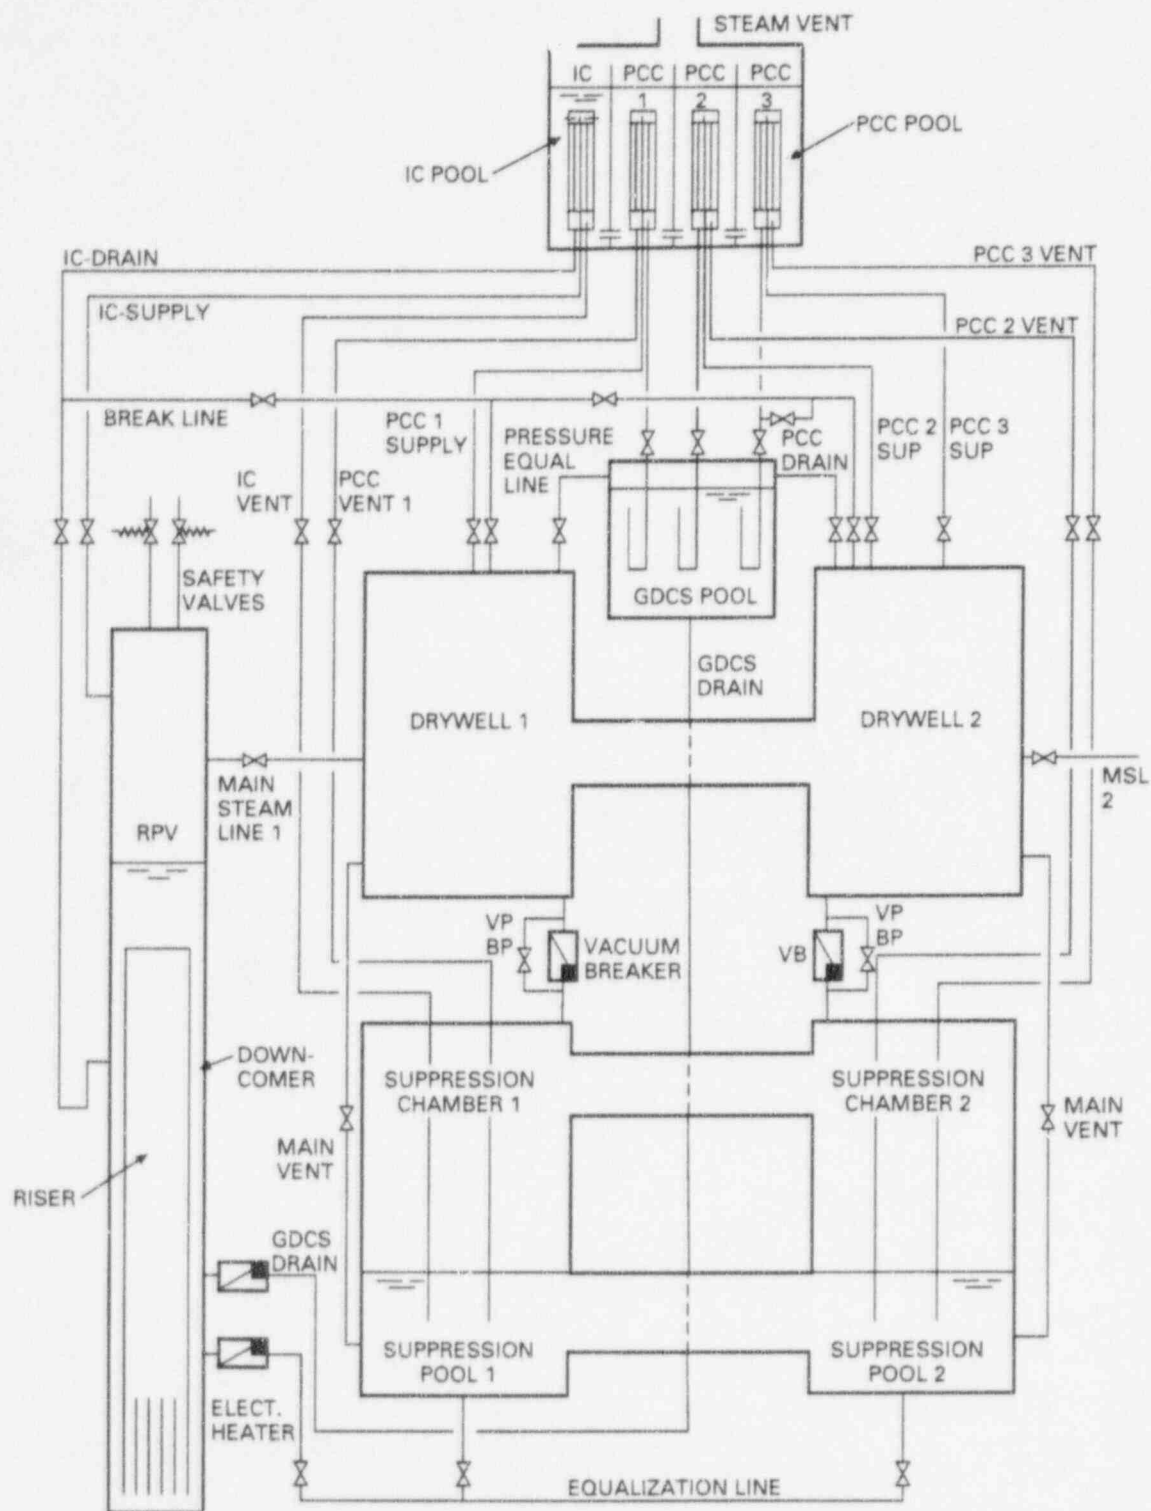 STEAM VENT
IC
PCC
PCC
PCC
1
2
3
PCC POOL
IC POOL
IC-DRAIN
PCC 3 VENT
IC-SUPPLY
PCC 2 VENT
BREAK LINE
PCC 1
SUPPLY
PRESSURE
EQUAL
LINE
PCC
DRAIN
PCC 2
SUP
PCC 3
SUP
IC
VENT
PCC
VENT 1
SAFETY
VALVES
GDCS POOL
GDCS
DRAIN
DRYWELL 1
DRYWELL 2
MAIN
STEAM
LINE 1
MSL
2
RPV
VP
BP
VACUUM
BREAKER
VB
VP
BP
DOWN-
COMER
SUPPRESSION
CHAMBER 1
SUPPRESSION
CHAMBER 2
MAIN
VENT
MAIN
VENT
RISER
GDCS
DRAIN
SUPPRESSION
POOL 1
SUPPRESSION
POOL 2
ELECT.
HEATER
EQUALIZATION LINE